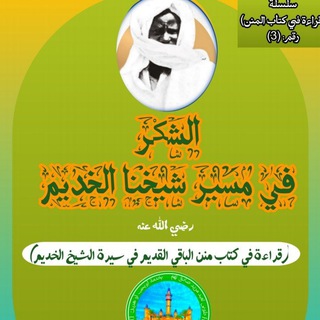 سلسلة
قراءة في كتاب المنن)
رقم: (3)
الشكر
في مسير شيخنا الخديم
رضي الله عنه
(قراءة في كتاب منن الباقي القديم في سيرة الشيخ الخديم)